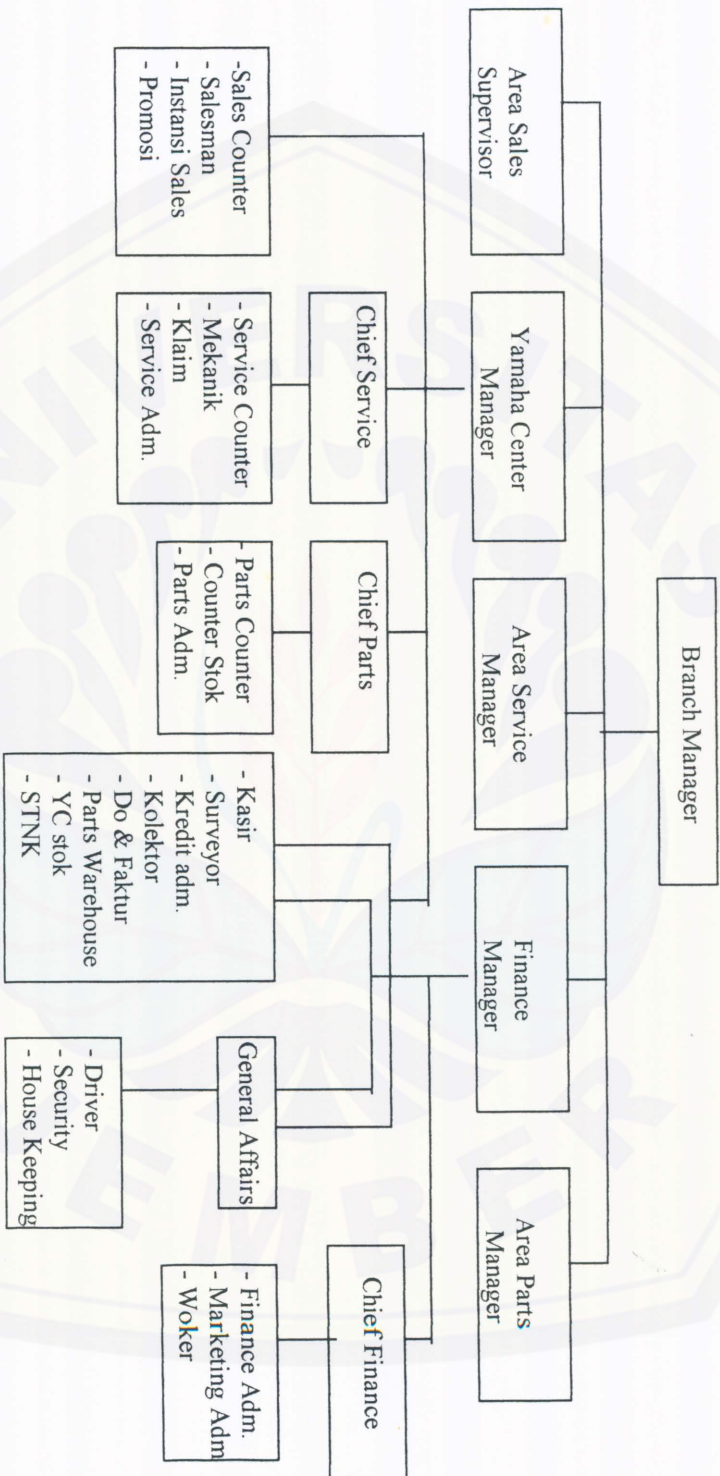 Branch Manager
Area Sales
Supervisor
Yamaha Center
Manager
Area Service
Manager
Finance
Manager
Area Parts
Manager
Chief Service
Chief Parts
General Affairs
Chief Finance
-Sales Counter
- Salesman
- Instansi Sales
- Promosi
- Service Counter
- Mekanik
- Klaim
- Service Adm.
- Parts Counter
- Counter Stok
- Parts Adm.
- Kasir
- Surveyor
- Kredit adm.
- Kolektor
- Do & Faktur
- Parts Warehouse
- YC stok
- STNK
- Driver
- Security
- House Keeping
- Finance Adm.
- Marketing Adm
- Woker
UNIVERSITAS
JEMBER